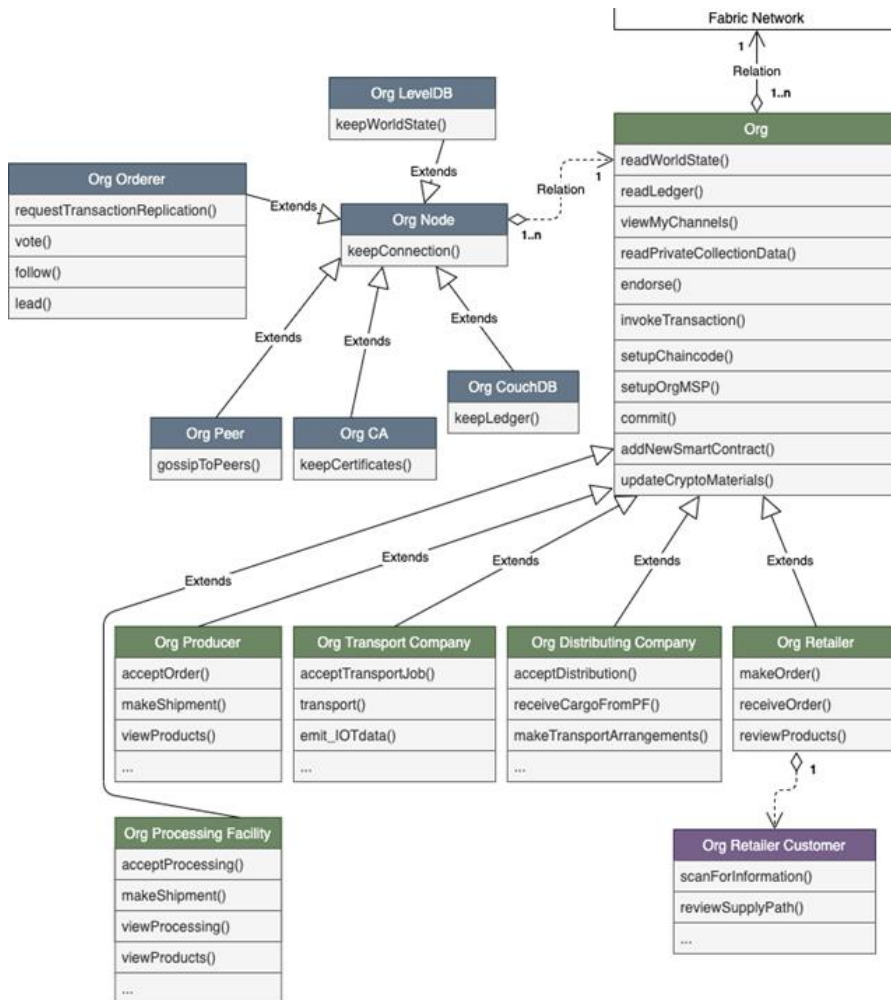 Fabric Network
1
Relation
1..n
Org
readWorldState()
readLedger()
viewMyChannels()
readPrivateCollectionData()
endorse()
invokeTransaction()
setupChaincode()
setupOrgMSP()
commit()
addNewSmartContract()
updateCryptoMaterials()
Org LevelDB
keepWorldState()
Extends
Org Orderer
requestTransactionReplication()
vote()
follow()
lead()
Extends
Org Node
keepConnection()
1..n
Relation
1
Extends
Extends
Extends
Org Peer
gossipToPeers()
Org CA
keepCertificates()
Org CouchDB
keepLedger()
Extends
Extends
Extends
Extends
Extends
Org Producer
acceptOrder()
makeShipment()
viewProducts()
...
Org Transport Company
acceptTransportJob()
transport()
emit_IOTdata()
...
Org Distributing Company
acceptDistribution()
receiveCargoFromPF()
makeTransportArrangements()
...
Org Retailer
makeOrder()
receiveOrder()
reviewProducts()
1
Org Processing Facility
acceptProcessing()
makeShipment()
viewProcessing()
viewProducts()
...
Org Retailer Customer
scanForInformation()
reviewSupplyPath()
...